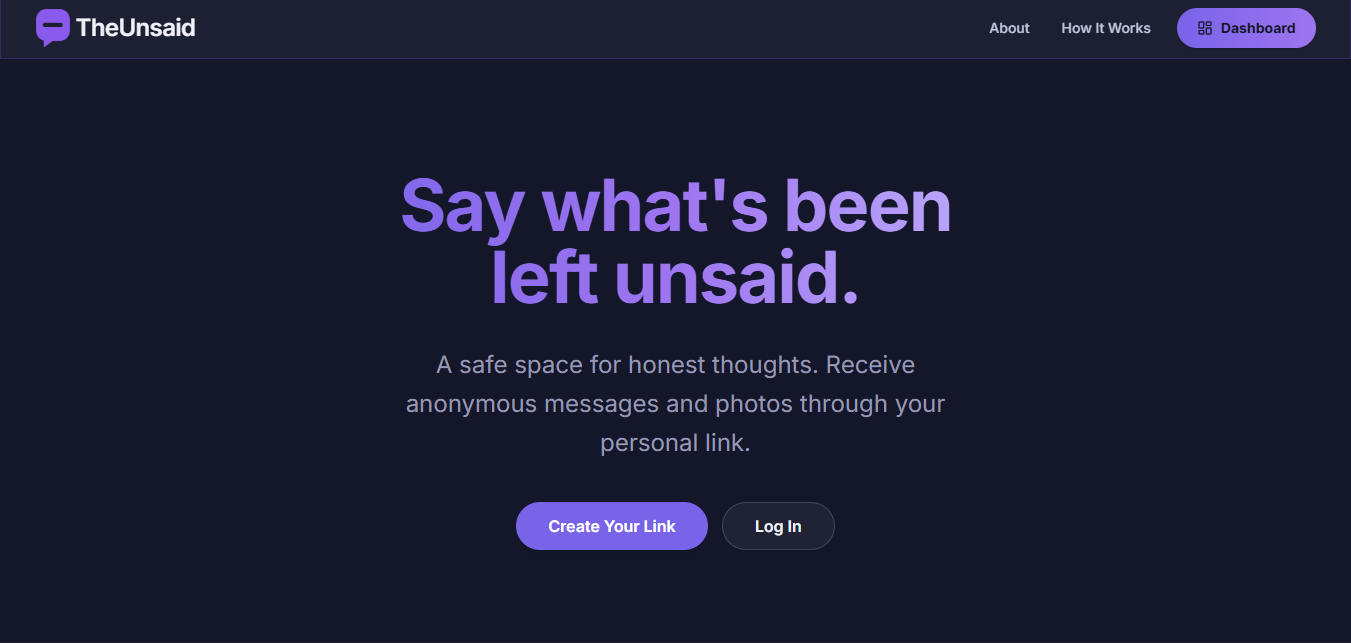 TheUnsaid
About
How It Works
Dashboard
Say what's been
left unsaid.
A safe space for honest thoughts. Receive
anonymous messages and photos through your
personal link.
Create Your Link
Log In